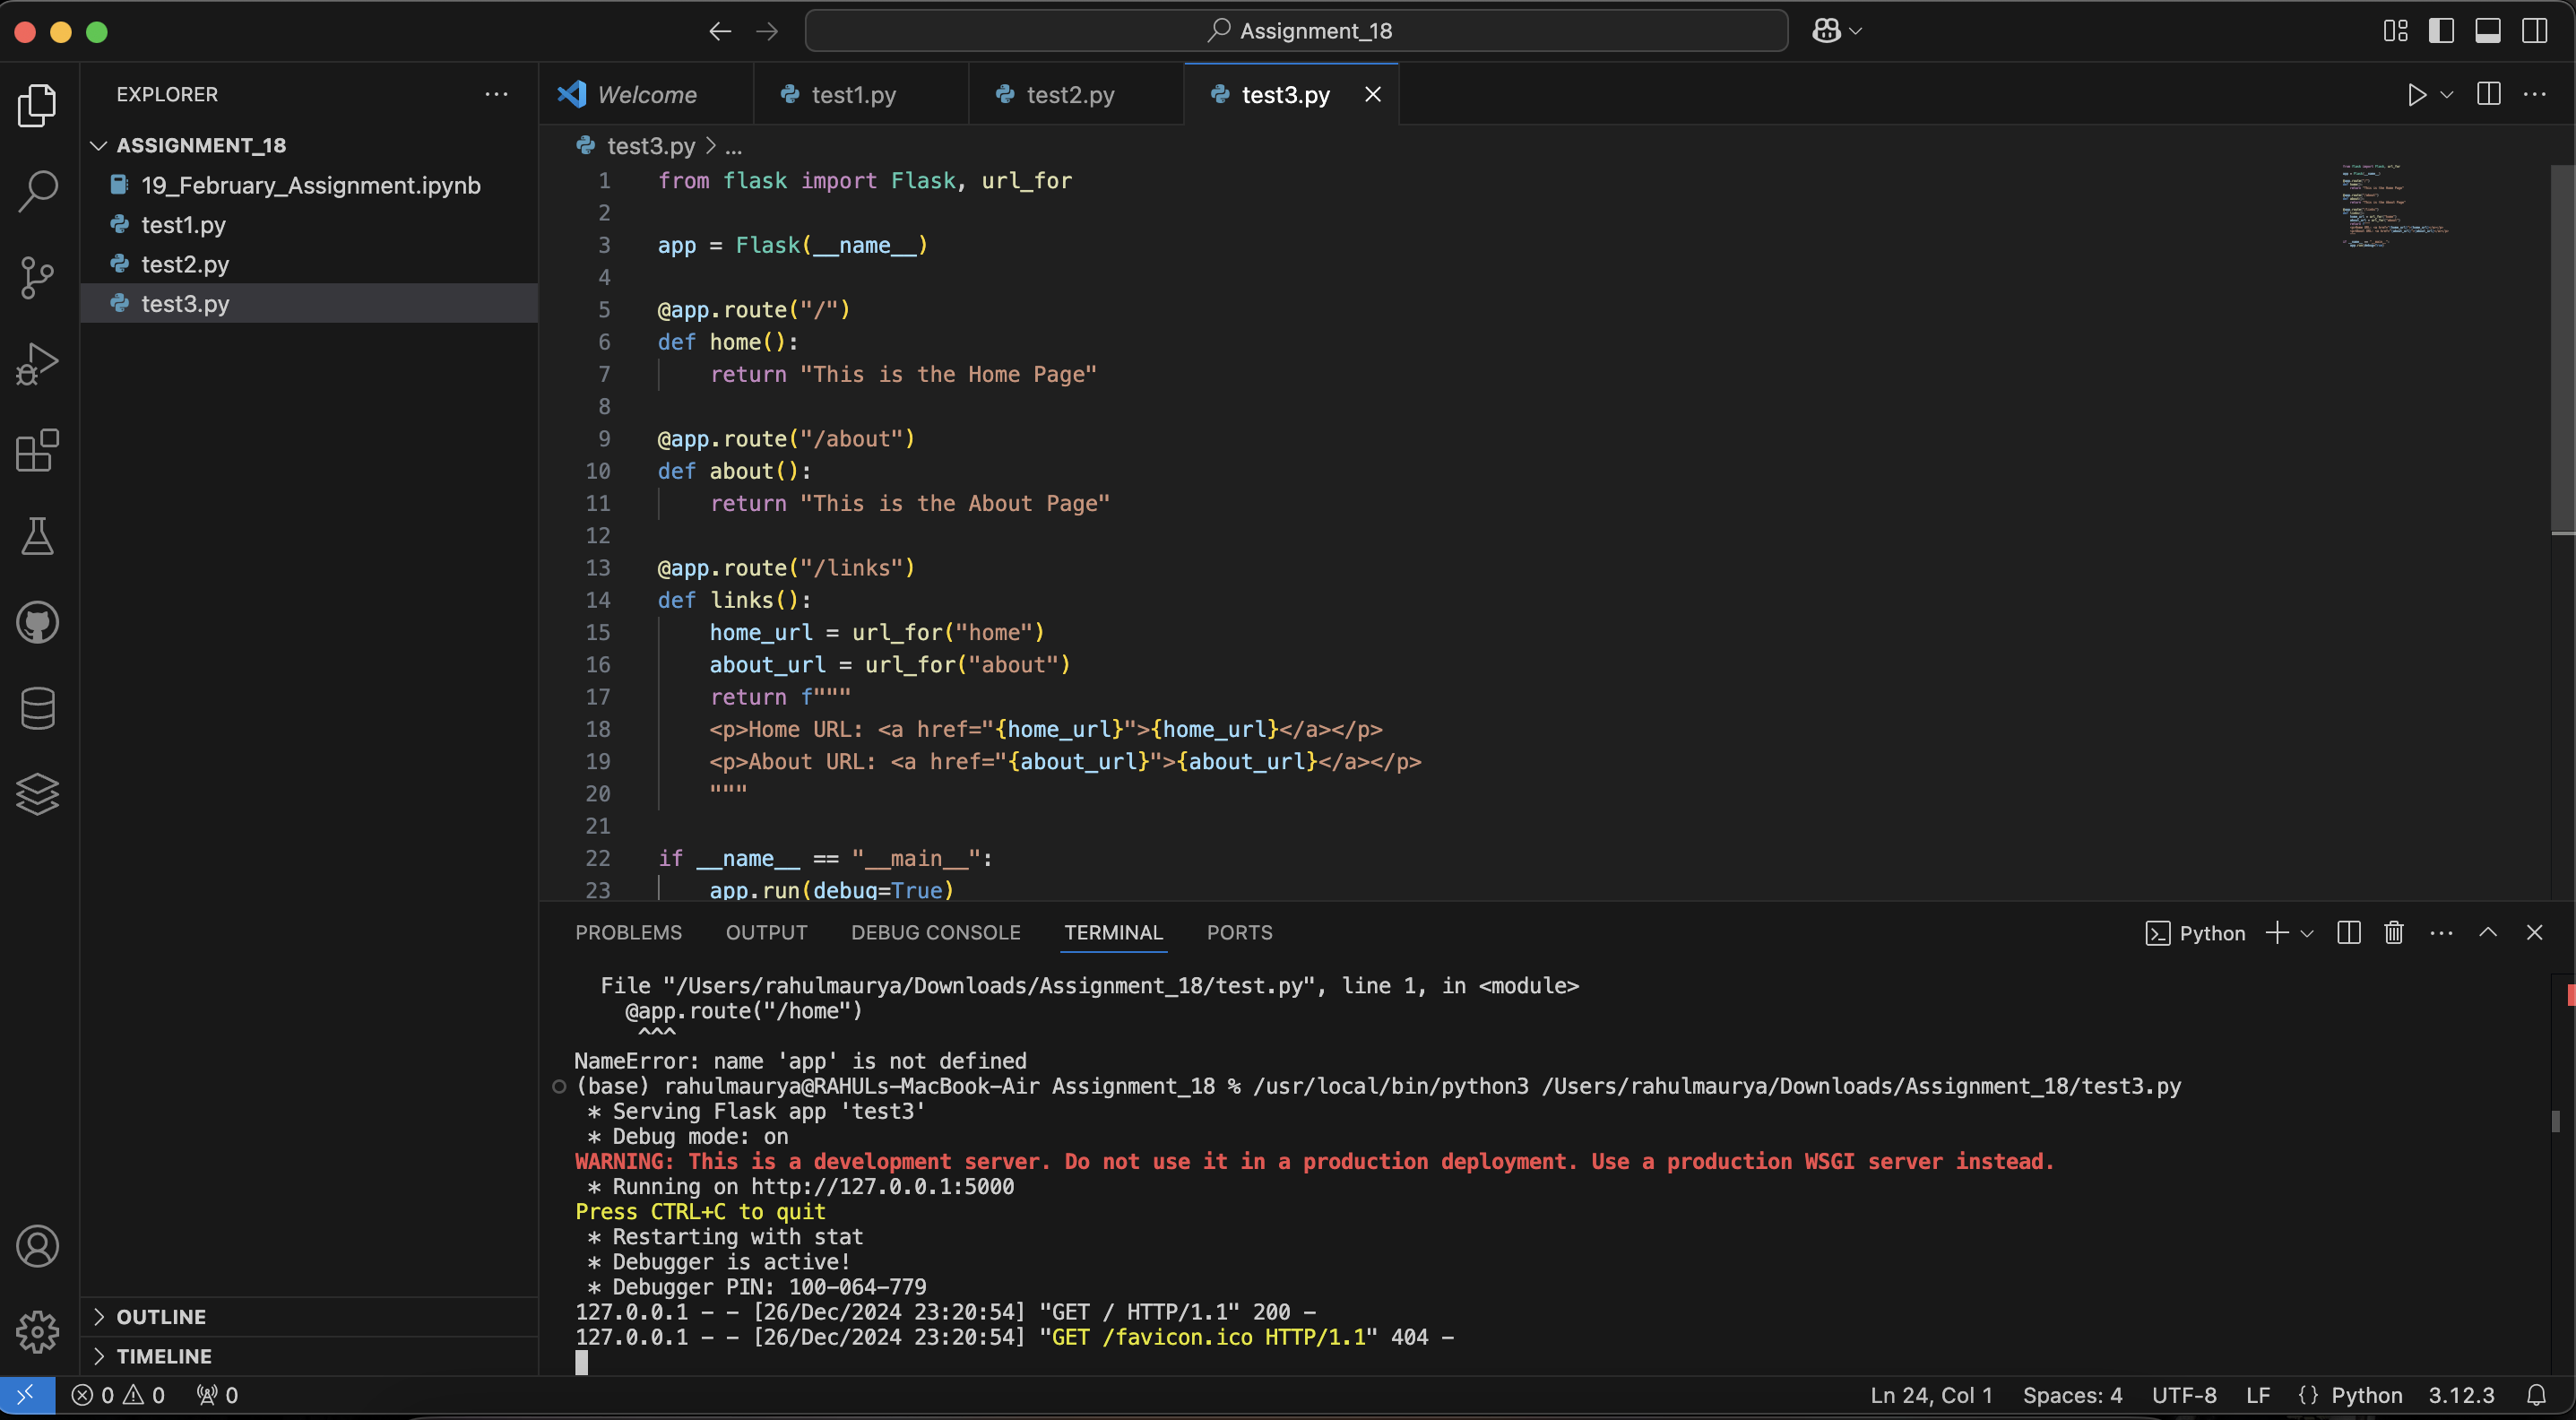 Assignment_18
EXPLORER
ASSIGNMENT_18
19_February_Assignment.ipynb
test1.py
test2.py
test3.py
OUTLINE
TIMELINE
Welcome
test1.py
test2.py
test3.py
test3.py > ...
1 from flask import Flask, url_for
2
3 app = Flask(__name__)
4
5 @app.route("/")
6 def home():
7 return "This is the Home Page"
8
9 @app.route("/about")
10 def about():
11 return "This is the About Page"
12
13 @app.route("/links")
14 def links():
15 home_url = url_for("home")
16 about_url = url_for("about")
17 return f"""
18 <p>Home URL: <a href="{home_url}">{home_url}</a></p>
19 <p>About URL: <a href="{about_url}">{about_url}</a></p>
20 """
21
22 if __name__ == "__main__":
23 app.run(debug=True)
PROBLEMS OUTPUT DEBUG CONSOLE TERMINAL PORTS
Python
File "/Users/rahulmaurya/Downloads/Assignment_18/test.py", line 1, in <module>
@app.route("/home")
^^^
NameError: name 'app' is not defined
(base) rahulmaurya@RAHULs-MacBook-Air Assignment_18 % /usr/local/bin/python3 /Users/rahulmaurya/Downloads/Assignment_18/test3.py
* Serving Flask app 'test3'
* Debug mode: on
WARNING: This is a development server. Do not use it in a production deployment. Use a production WSGI server instead.
* Running on http://127.0.0.1:5000
Press CTRL+C to quit
* Restarting with stat
* Debugger is active!
* Debugger PIN: 100-064-779
127.0.0.1 - - [26/Dec/2024 23:20:54] "GET / HTTP/1.1" 200 -
127.0.0.1 - - [26/Dec/2024 23:20:54] "GET /favicon.ico HTTP/1.1" 404 -
0 0 0
Ln 24, Col 1 Spaces: 4 UTF-8 LF {} Python 3.12.3